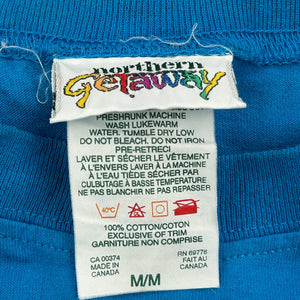 northern
Getaway
PRESHRUNK MACHINE
WASH LUKEWARM
WATER. TUMBLE DRY LOW
DO NOT BLEACH. DO NOT IRON
PRE-RETRECI
LAVER ET SÉCHER LE VÊTEMENT
À L'ENVERS LAVER À LA MACHINE
À L'EAU TIÈDE SÉCHER PAR
CULBUTAGE À BASSE TEMPÉRATURE
NE PAS BLANCHIR NE PAS REPASSER
40°C
100% COTTON/COTON
EXCLUSIVE OF TRIM
GARNITURE NON COMPRISE
CA 00374 RN 69776
MADE IN FAIT AU
CANADA CANADA
M/M